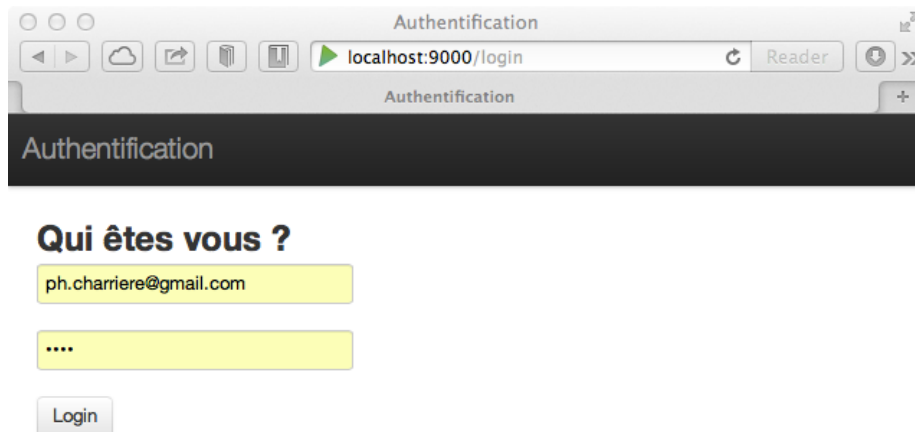 Authentification
localhost:9000/login
Reader
Authentification
Authentification
Qui êtes vous ?
ph.charriere@gmail.com
••••
Login